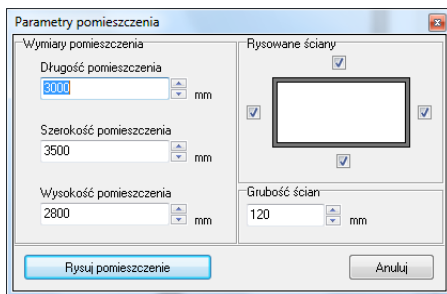 Parametry pomieszczenia
Wymiary pomieszczenia
Długość pomieszczenia
3000 mm
Szerokość pomieszczenia
3500 mm
Wysokość pomieszczenia
2800 mm
Rysowane ściany
Grubość ścian
120 mm
Rysuj pomieszczenie
Anuluj